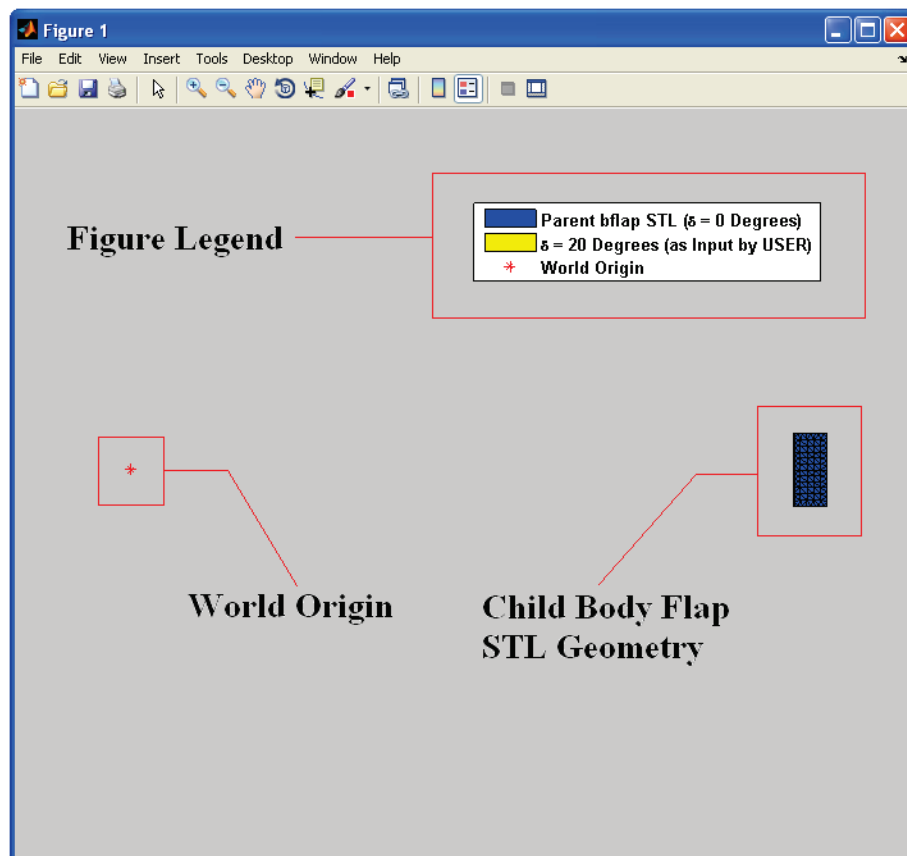 Figure 1
File Edit View Insert Tools Desktop Window Help
Figure Legend
Parent bflap STL (δ = 0 Degrees)
δ = 20 Degrees (as Input by USER)
World Origin
World Origin
Child Body Flap
STL Geometry